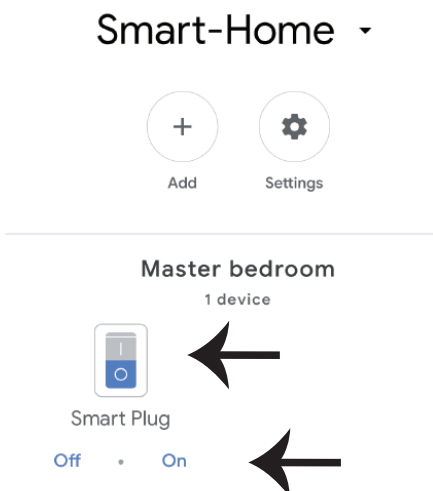 Smart-Home
Add Settings
Master bedroom
1 device
Smart Plug
Off • On